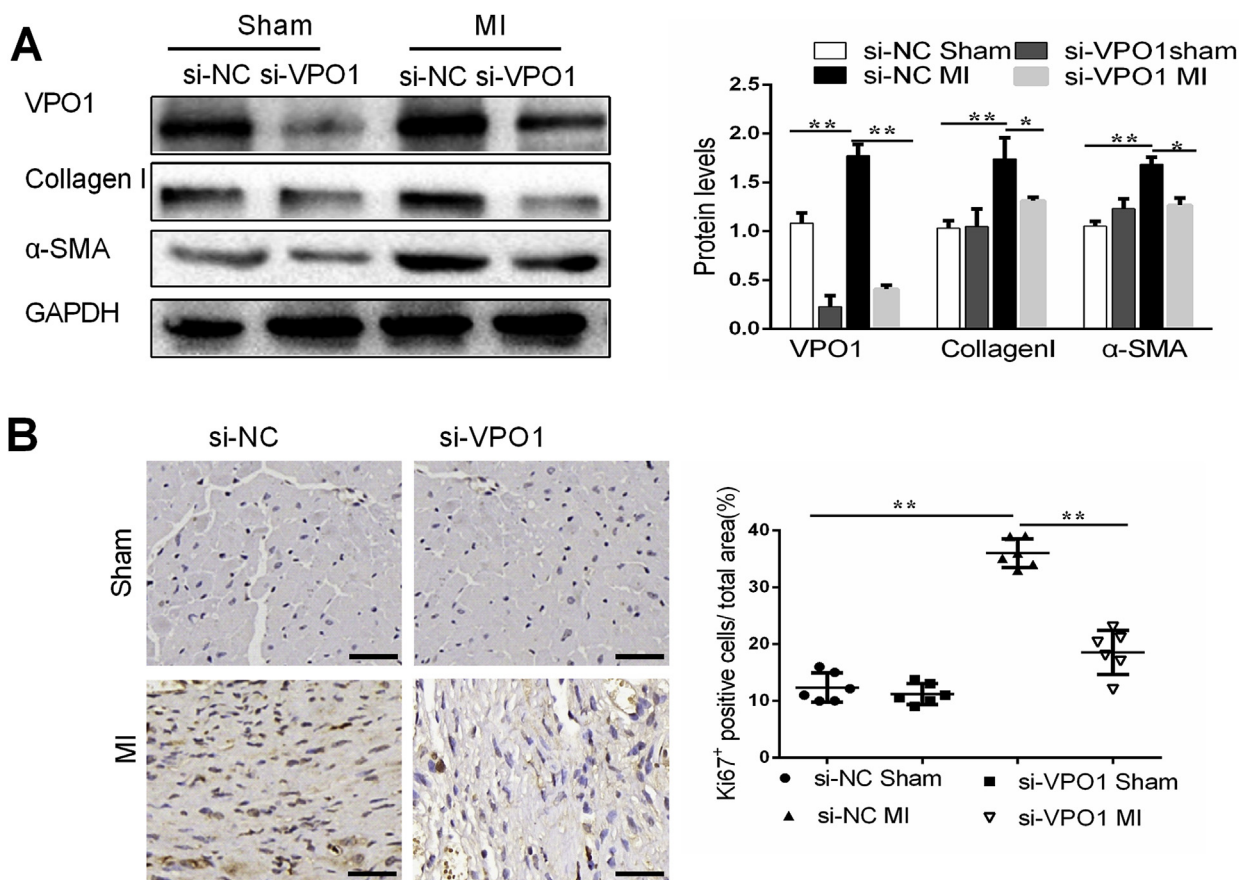 A
Sham MI
si-NC si-VPO1 si-NC si-VPO1
VPO1
Collagen I
α-SMA
GAPDH
si-NC Sham si-VPO1sham
si-NC MI si-VPO1 MI
Protein levels
2.5
2.0
1.5
1.0
0.5
0.0
** ** ** * ** *
VPO1 CollagenI α-SMA
B
si-NC si-VPO1
Sham
MI
Ki67+ positive cells/ total area(%)
40
30
20
10
0
** **
si-NC Sham si-VPO1 Sham
si-NC MI si-VPO1 MI